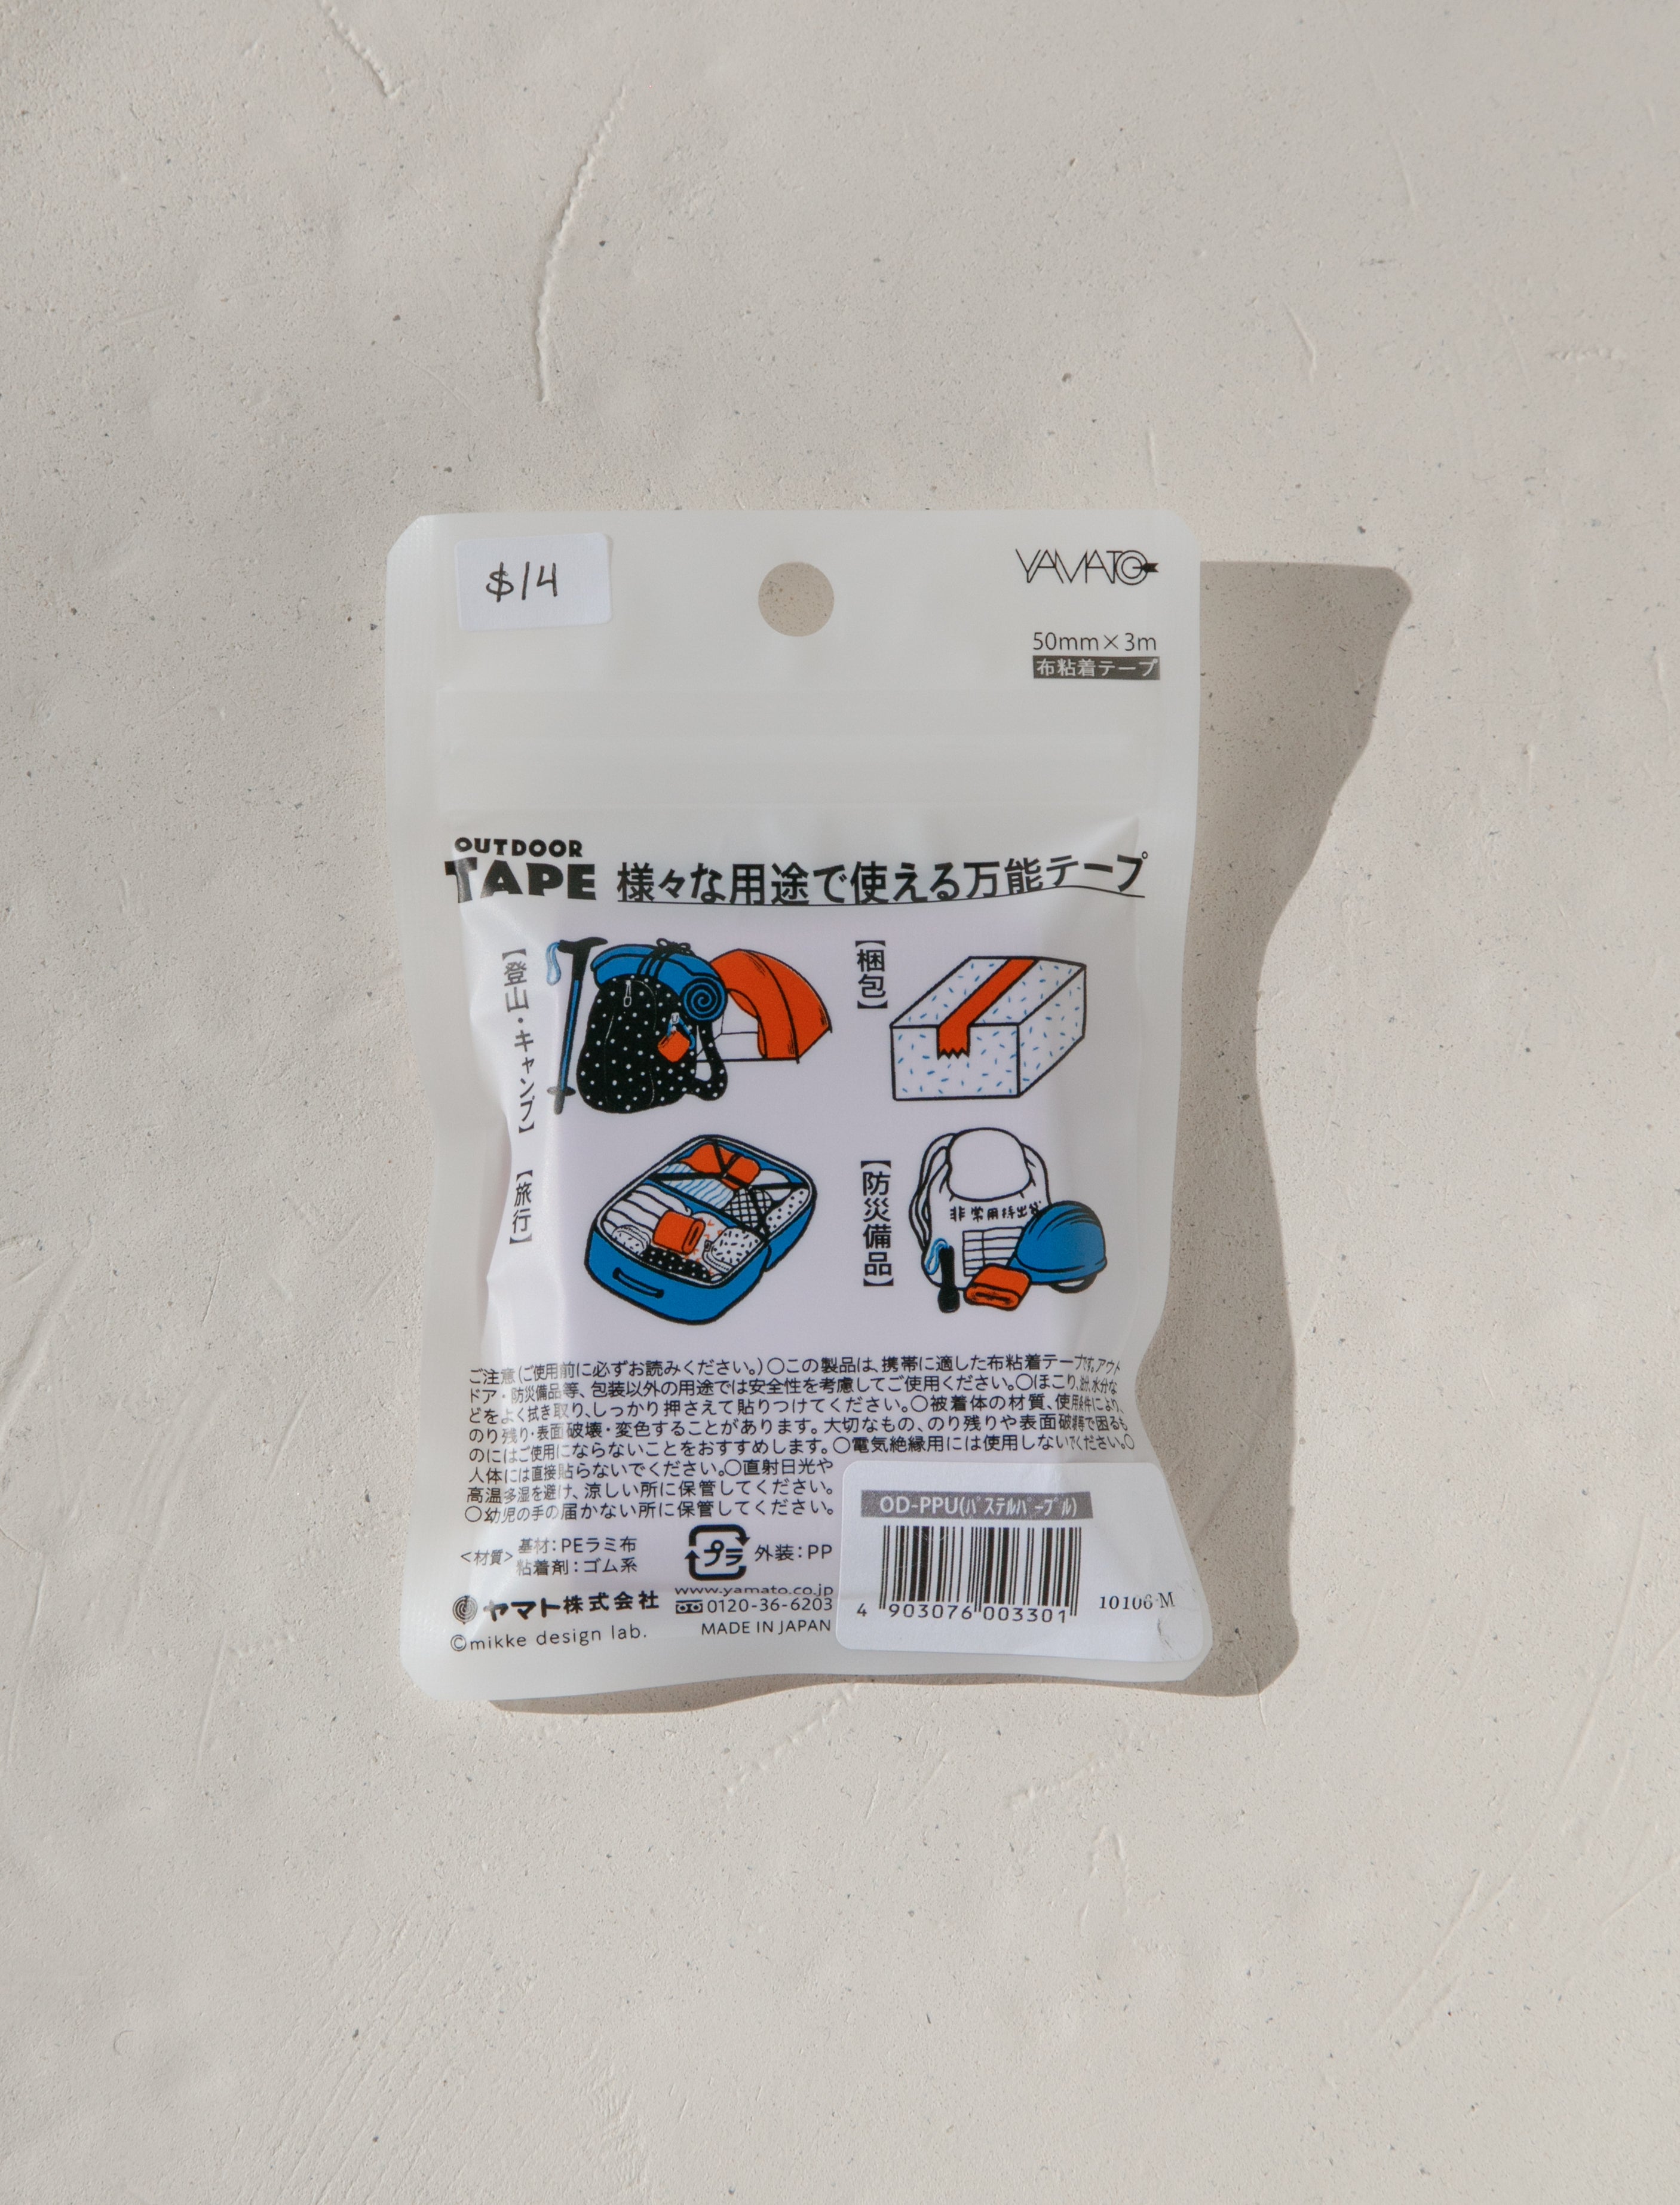 $14
YAMATO
50mm×3m
布粘着テープ
OUTDOOR
TAPE
様々な用途で使える万能テープ
【登山・キャンプ】
【梱包】
【旅行】
【防災備品】
非常用持出袋
ご注意(ご使用前に必ずお読みください。)○この製品は、携帯に適した布粘着テープです。アウト
ドア・防災備品等、包装以外の用途では安全性を考慮してご使用ください。○ほこり、油、水分な
どをよく拭き取り、しっかり押さえて貼りつけてください。○被着体の材質、使用条件により、
のり残り・表面破壊・変色することがあります。大切なもの、のり残りや表面破壊等で困るも
のにはご使用にならないことをおすすめします。○電気絶縁用には使用しないでください。○
人体には直接貼らないでください。○直射日光や
高温多湿を避け、涼しい所に保管してください。
○幼児の手の届かない所に保管してください。
<材質>
基材:PEラミ布
粘着剤:ゴム系
プラ
外装:PP
ヤマト株式会社
©mikke design lab.
www.yamato.co.jp
0120-36-6203
MADE IN JAPAN
OD-PPU(パステルパープル)
4 903076 003301
10106-M